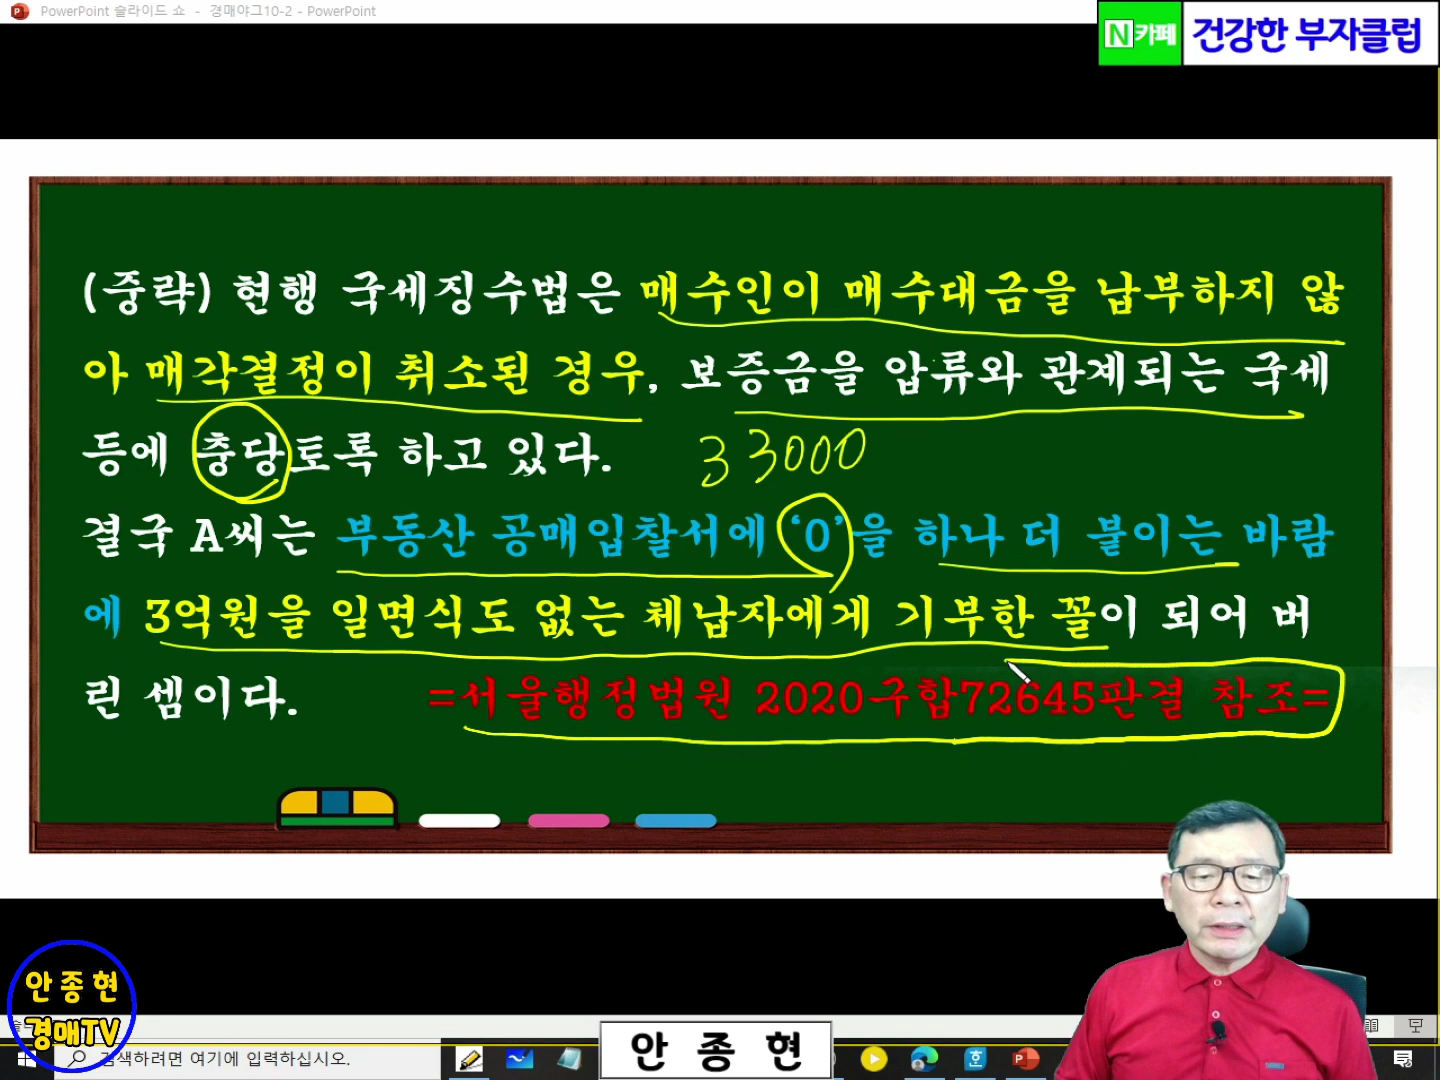 PowerPoint 슬라이드 쇼 - 경매야그10-2 - PowerPoint
N카페 건강한 부자클럽
(중략) 현행 국세징수법은 매수인이 매수대금을 납부하지 않
아 매각결정이 취소된 경우, 보증금을 압류와 관계되는 국세
등에 충당토록 하고 있다. 3 3000
결국 A씨는 부동산 공매입찰서에 ‘0’을 하나 더 붙이는 바람
에 3억원을 일면식도 없는 체납자에게 기부한 꼴이 되어 버
린 셈이다. =서울행정법원 2020구합72645판결 참조=
안종현
경매TV
검색하려면 여기에 입력하십시오.
안 종 현